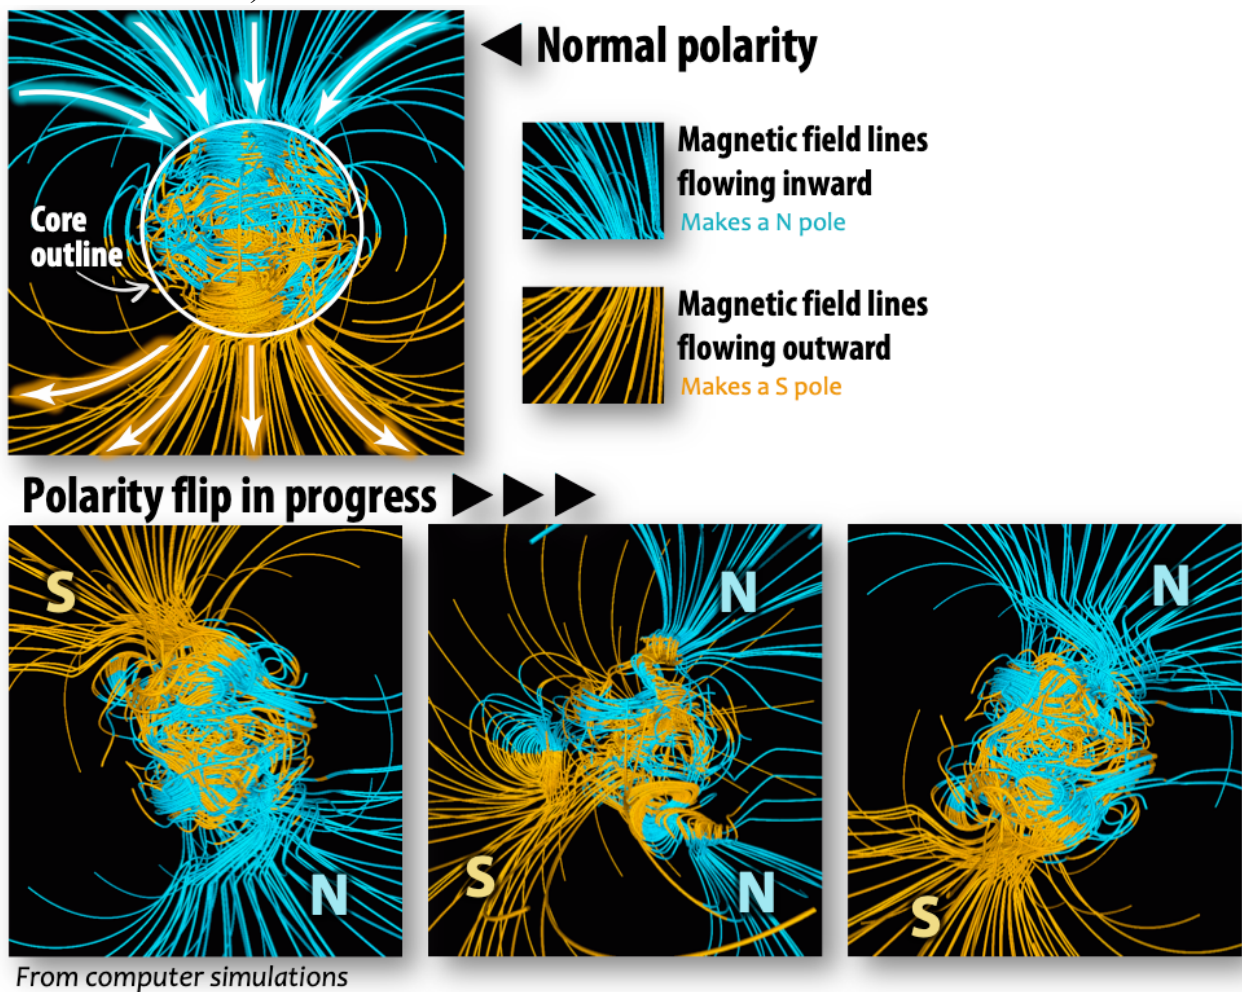 Normal polarity
Magnetic field lines
flowing inward
Makes a N pole
Core
outline
Magnetic field lines
flowing outward
Makes a S pole
Polarity flip in progress
S
N
N
S
N
N
S
From computer simulations